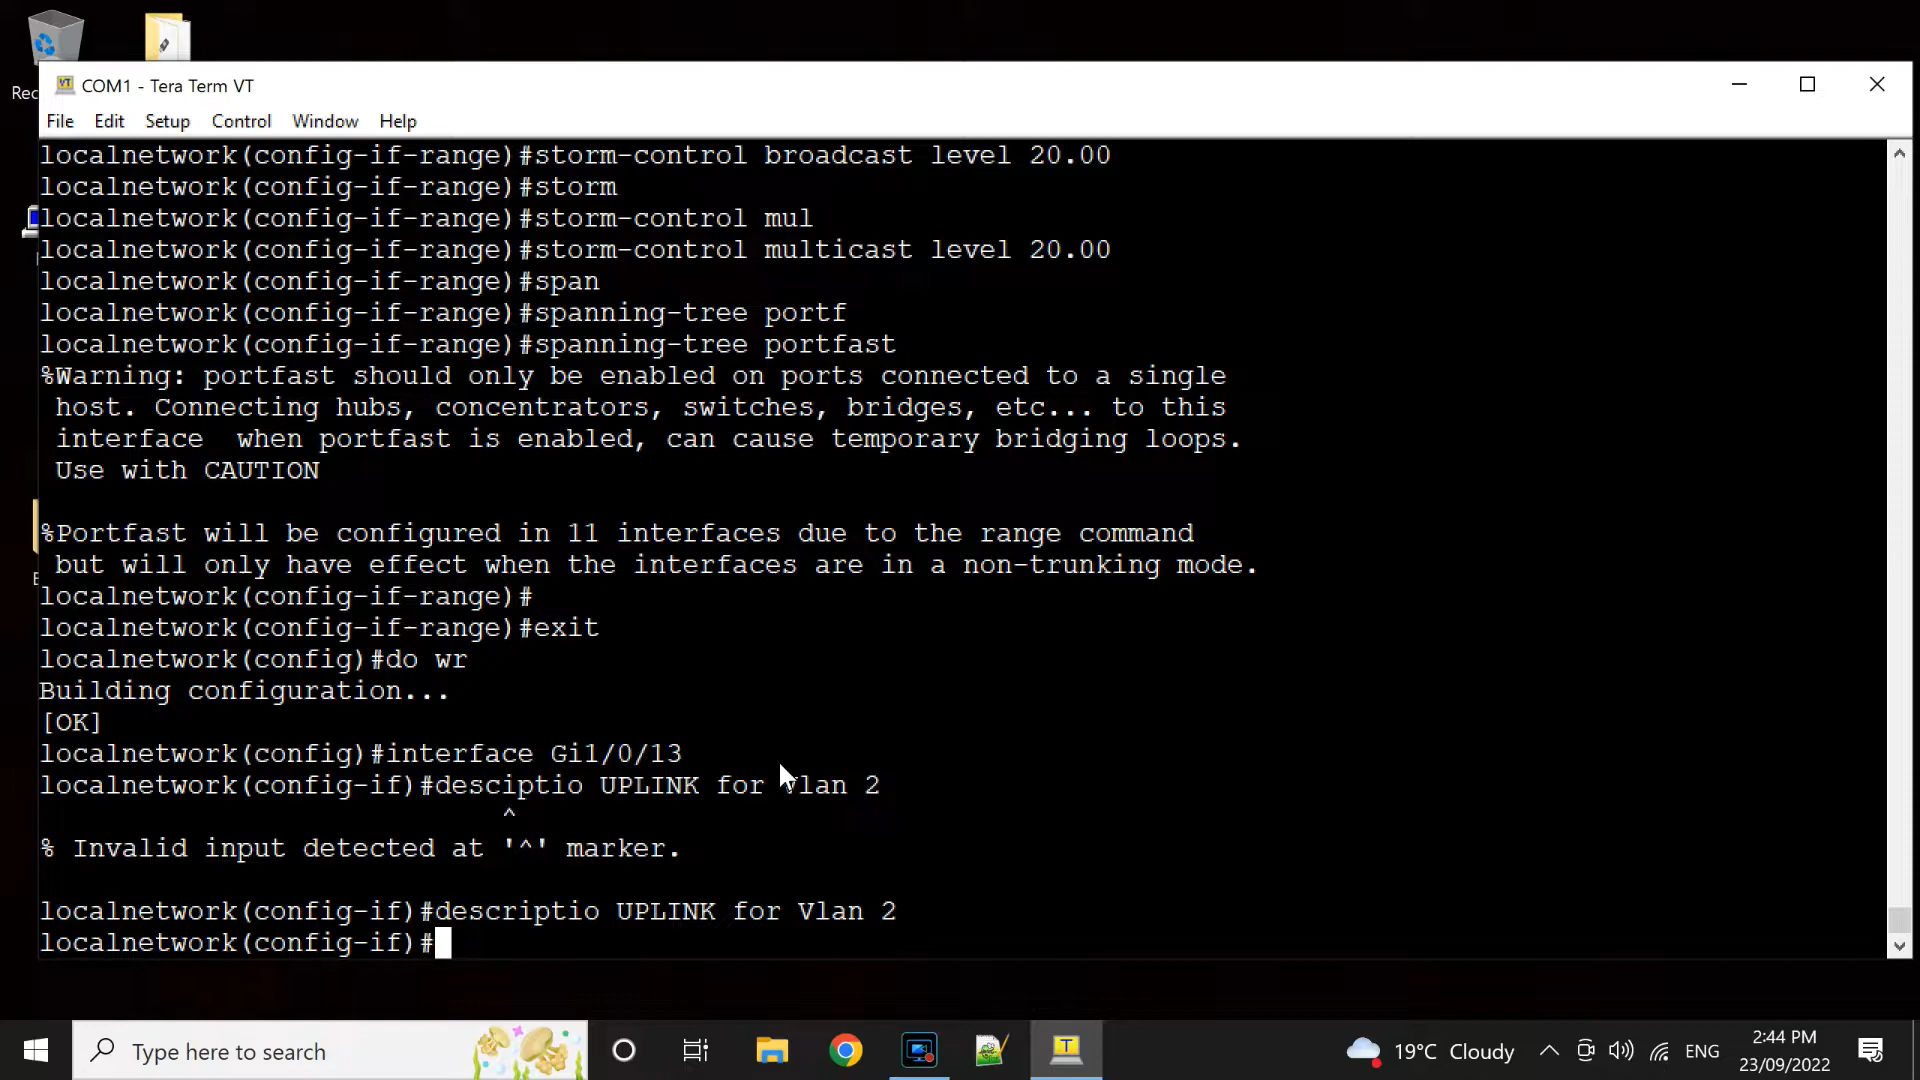 Rec
COM1 - Tera Term VT
File Edit Setup Control Window Help
localnetwork(config-if-range)#storm-control broadcast level 20.00
localnetwork(config-if-range)#storm
localnetwork(config-if-range)#storm-control mul
localnetwork(config-if-range)#storm-control multicast level 20.00
localnetwork(config-if-range)#span
localnetwork(config-if-range)#spanning-tree portf
localnetwork(config-if-range)#spanning-tree portfast
%Warning: portfast should only be enabled on ports connected to a single
host. Connecting hubs, concentrators, switches, bridges, etc... to this
interface  when portfast is enabled, can cause temporary bridging loops.
Use with CAUTION
%Portfast will be configured in 11 interfaces due to the range command
but will only have effect when the interfaces are in a non-trunking mode.
localnetwork(config-if-range)#
localnetwork(config-if-range)#exit
localnetwork(config)#do wr
Building configuration...
[OK]
localnetwork(config)#interface Gi1/0/13
localnetwork(config-if)#desciptio UPLINK for Vlan 2
^
% Invalid input detected at '^' marker.
localnetwork(config-if)#descriptio UPLINK for Vlan 2
localnetwork(config-if)#
Type here to search
19°C Cloudy
ENG
2:44 PM
23/09/2022